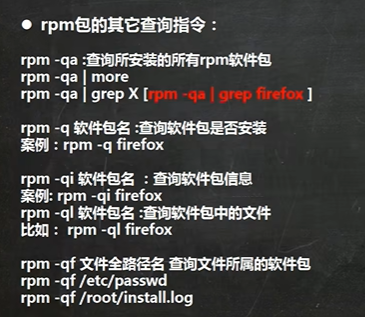 ● rpm包的其它查询指令：
rpm -qa :查询所安装的所有rpm软件包
rpm -qa | more
rpm -qa | grep X [rpm -qa | grep firefox ]
rpm -q 软件包名 :查询软件包是否安装
案例：rpm -q firefox
rpm -qi 软件包名 ：查询软件包信息
案例: rpm -qi firefox
rpm -ql 软件包名 :查询软件包中的文件
比如： rpm -ql firefox
rpm -qf 文件全路径名 查询文件所属的软件包
rpm -qf /etc/passwd
rpm -qf /root/install.log